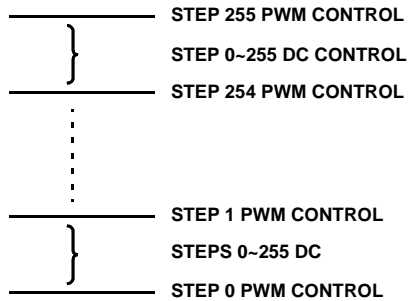 STEP 255 PWM CONTROL
STEP 0~255 DC CONTROL
STEP 254 PWM CONTROL
STEP 1 PWM CONTROL
STEPS 0~255 DC
STEP 0 PWM CONTROL